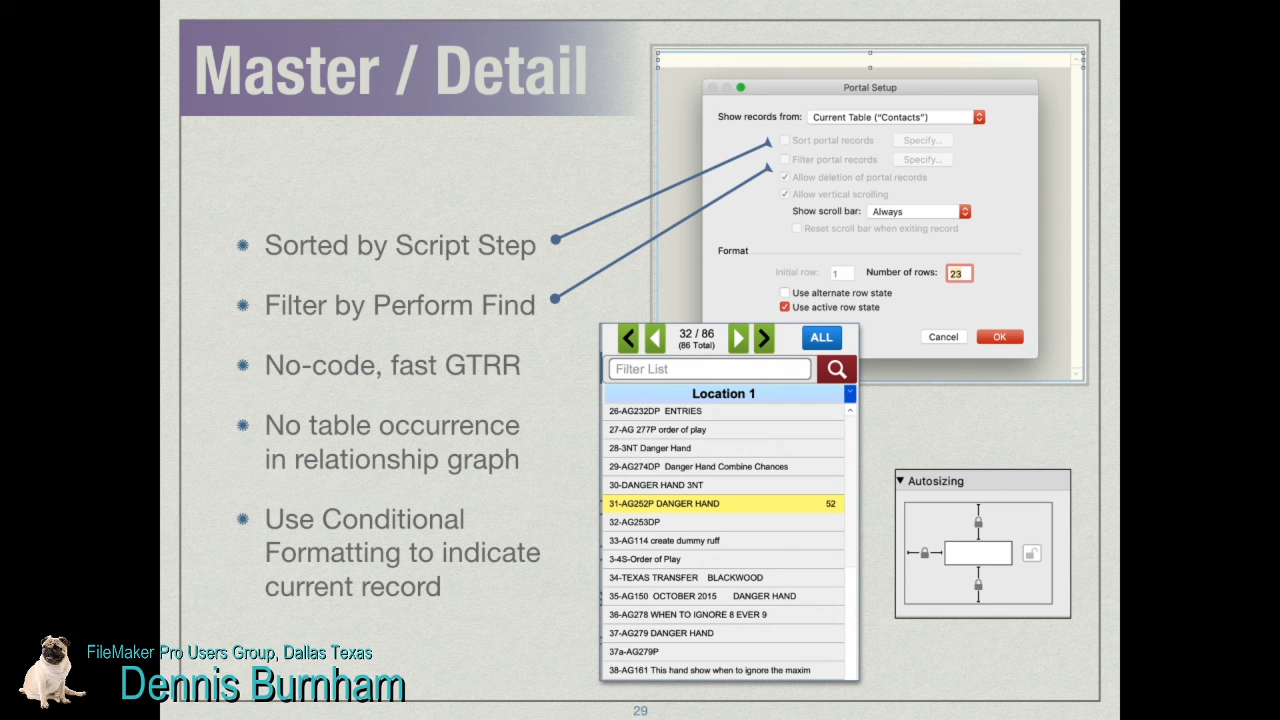 Master / Detail
Sorted by Script Step
Filter by Perform Find
No-code, fast GTRR
No table occurrence
in relationship graph
Use Conditional
Formatting to indicate
current record
Portal Setup
Show records from: Current Table ("Contacts")
Sort portal records Specify...
Filter portal records Specify...
Allow deletion of portal records
Allow vertical scrolling
Show scroll bar: Always
Reset scroll bar when exiting record
Format
Initial row: 1 Number of rows: 23
Use alternate row state
Use active row state
Cancel OK
32 / 86
(86 Total)
ALL
Filter List
Location 1
26-AG232DP ENTRIES
27-AG 277P order of play
28-3NT Danger Hand
29-AG274DP Danger Hand Combine Chances
30-DANGER HAND 3NT
31-AG252P DANGER HAND 52
32-AG253DP
33-AG114 create dummy ruff
3-4S-Order of Play
34-TEXAS TRANSFER BLACKWOOD
35-AG150 OCTOBER 2015 DANGER HAND
36-AG278 WHEN TO IGNORE 8 EVER 9
37-AG279 DANGER HAND
37a-AG279P
38-AG161 This hand show when to ignore the maxim
Autosizing
FileMaker Pro Users Group, Dallas Texas
Dennis Burnham
29